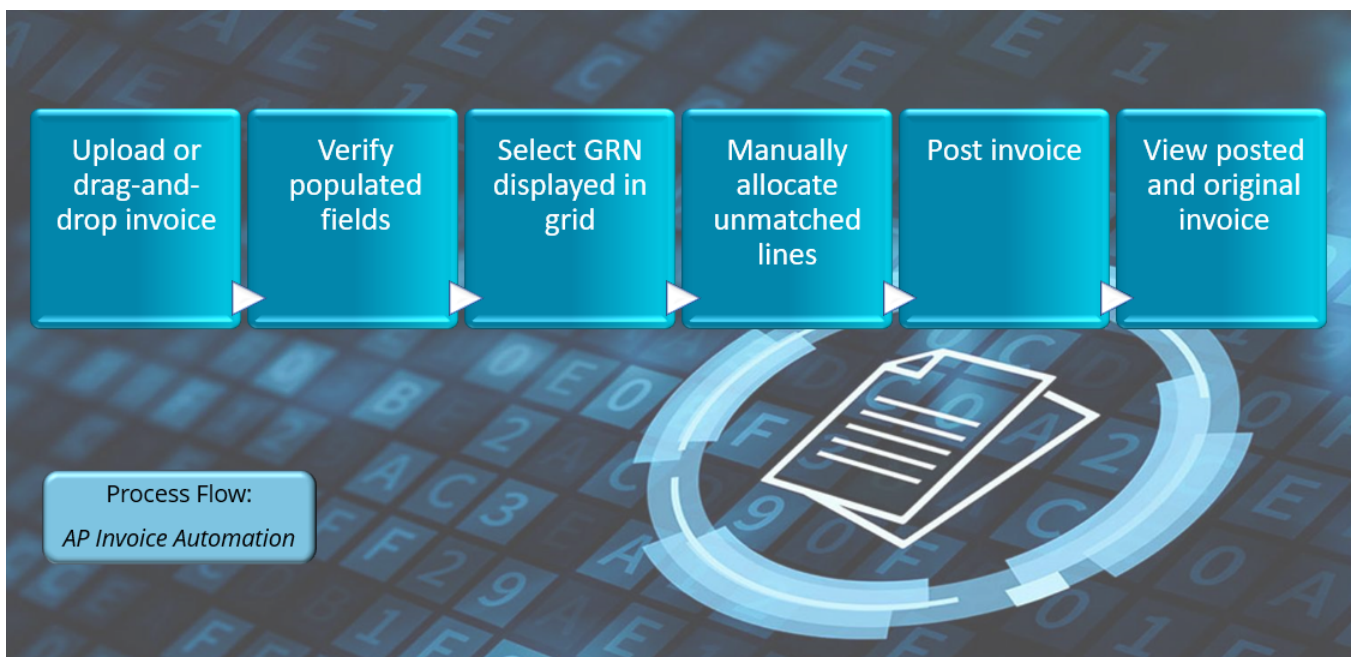 Upload or
drag-and-
drop invoice
Verify
populated
fields
Select GRN
displayed in
grid
Manually
allocate
unmatched
lines
Post invoice
View posted
and original
invoice
Process Flow:
AP Invoice Automation